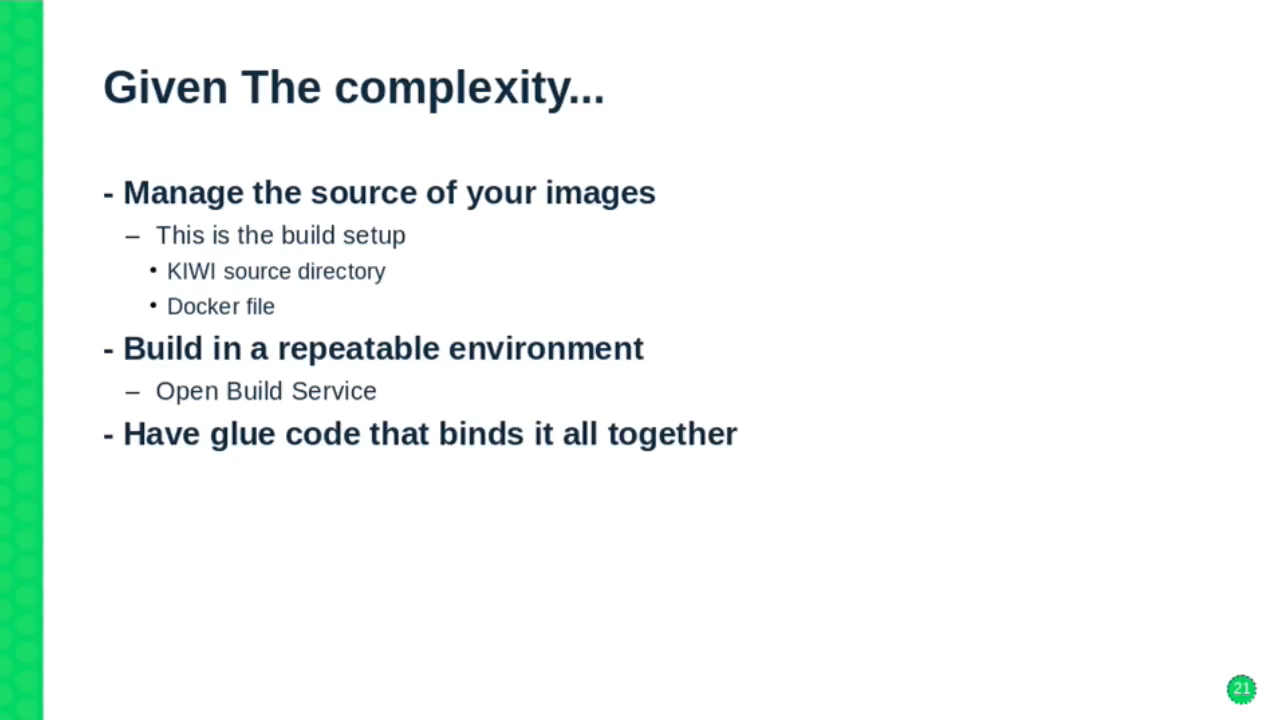 Given The complexity...
- Manage the source of your images
– This is the build setup
• KIWI source directory
• Docker file
- Build in a repeatable environment
– Open Build Service
- Have glue code that binds it all together
21